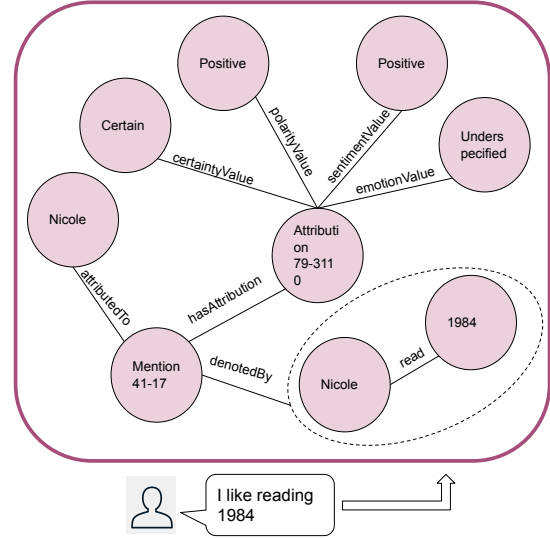 Positive
Positive
Certain
Unders
pecified
polarityValue
sentimentValue
certaintyValue
emotionValue
Nicole
Attributi
on
79-311
0
attributedTo
hasAttribution
1984
read
Mention
41-17
denotedBy
Nicole
I like reading
1984